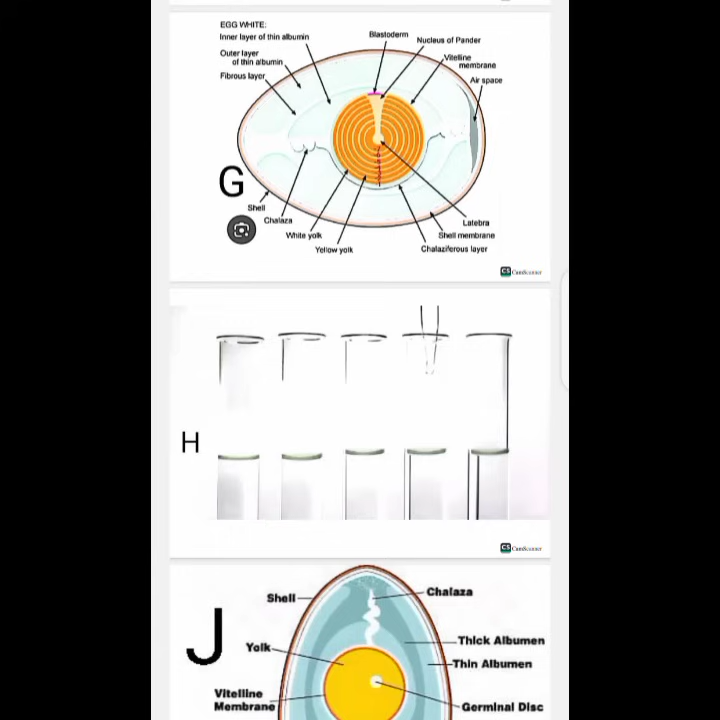 EGG WHITE:
Inner layer of thin albumin
Blastoderm
Nucleus of Pander
Outer layer
of thin albumin
Vitelline
membrane
Fibrous layer
Air space
G
Shell
Chalaza
Latebra
White yolk
Shell membrane
Yellow yolk
Chalaziferous layer
CS CamScanner
H
CS CamScanner
J
Shell
Chalaza
Yolk
Thick Albumen
Thin Albumen
Vitelline
Membrane
Germinal Disc